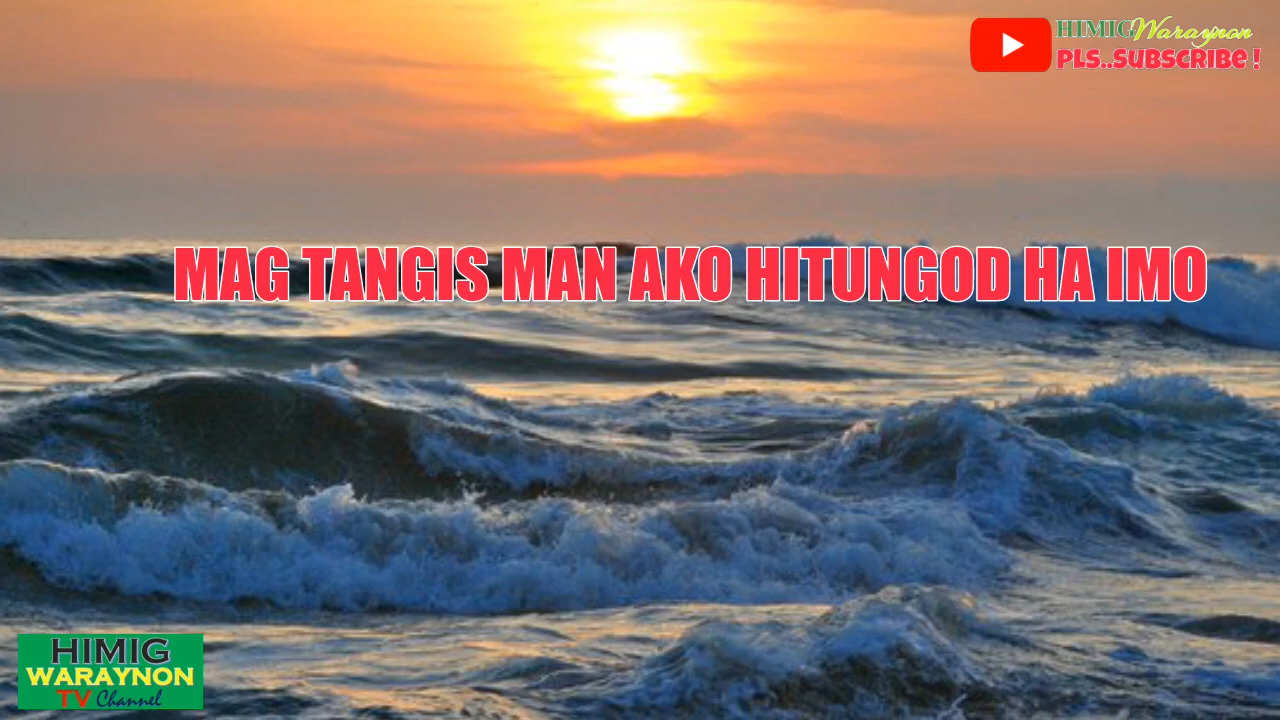 HIMIG Waraynon
PLS..SUBSCRIBE !
MAG TANGIS MAN AKO HITUNGOD HA IMO
HIMIG
WARAYNON
TV Channel